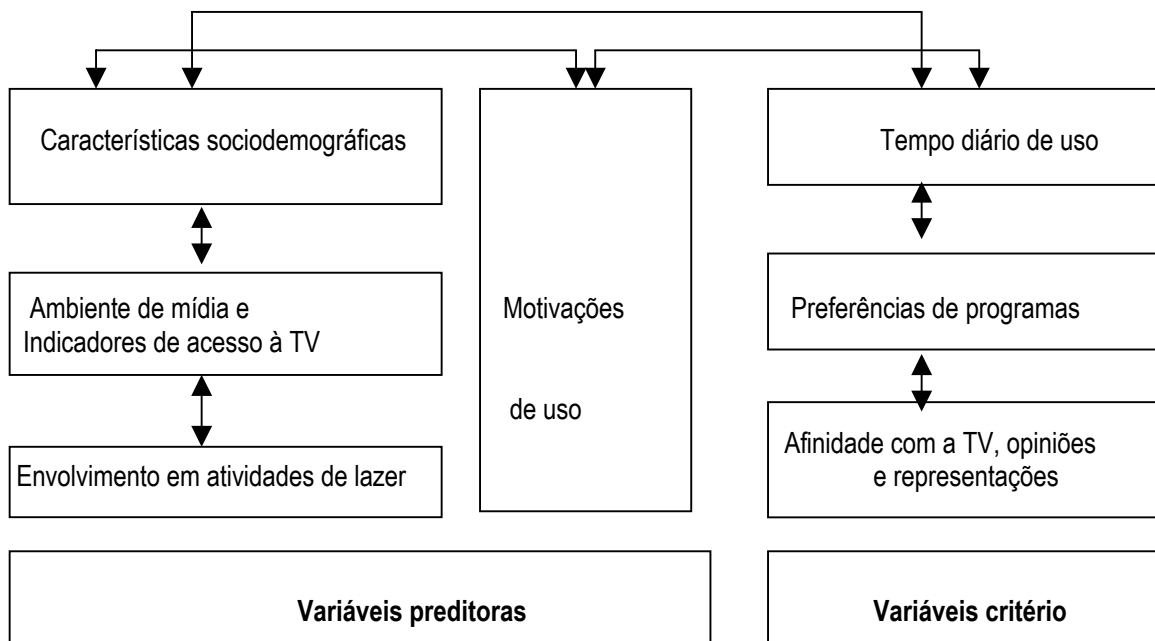 Características sociodemográficas
Ambiente de mídia e
Indicadores de acesso à TV
Envolvimento em atividades de lazer
Motivações
de uso
Tempo diário de uso
Preferências de programas
Afinidade com a TV, opiniões
e representações
Variáveis preditoras
Variáveis critério